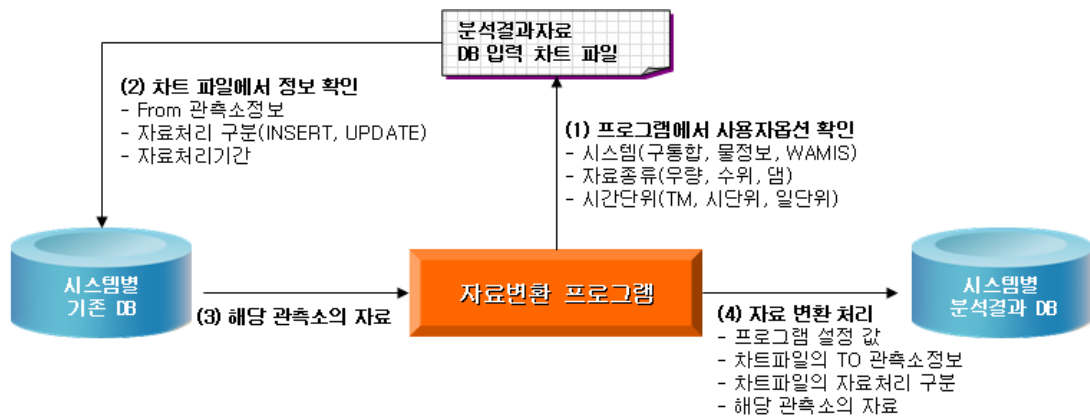 분석결과자료
DB 입력 차트 파일
(2) 차트 파일에서 정보 확인
- From 관측소정보
- 자료처리 구분(INSERT, UPDATE)
- 자료처리기간
(1) 프로그램에서 사용자옵션 확인
- 시스템(구통합, 물정보, WAMIS)
- 자료종류(우량, 수위, 댐)
- 시간단위(TM, 시단위, 일단위)
시스템별
기존 DB
(3) 해당 관측소의 자료
자료변환 프로그램
시스템별
분석결과 DB
(4) 자료 변환 처리
- 프로그램 설정 값
- 차트파일의 TO 관측소정보
- 차트파일의 자료처리 구분
- 해당 관측소의 자료